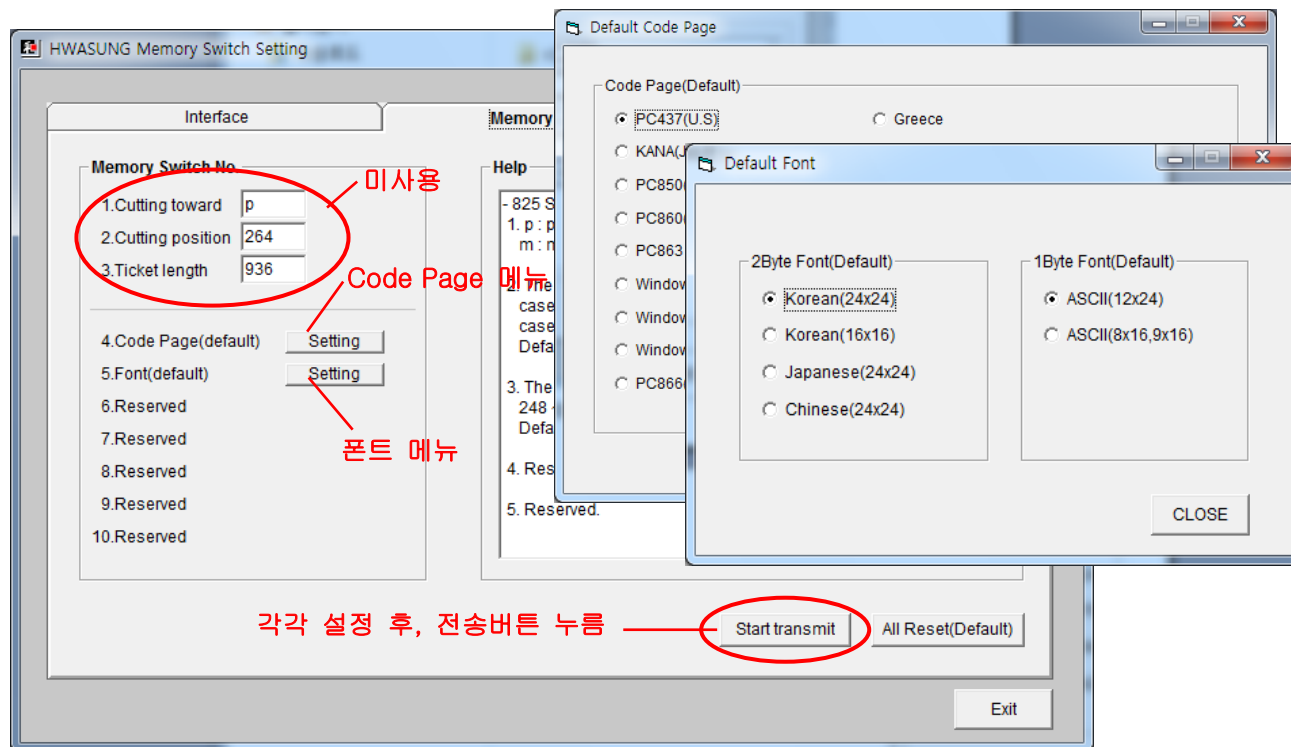 HWASUNG Memory Switch Setting
Interface
Memory
Memory Switch No.
1.Cutting toward p
2.Cutting position 264
3.Ticket length 936
4.Code Page(default) Setting
5.Font(default) Setting
6.Reserved
7.Reserved
8.Reserved
9.Reserved
10.Reserved
미사용
Code Page 메뉴
폰트 메뉴
Help
- 825 S
1. p : p
m :
2. The
case
case
Defa
3. The
248
Defa
4. Res
5. Reserved.
각각 설정 후, 전송버튼 누름
Start transmit
All Reset(Default)
Exit
Default Code Page
Code Page(Default)
PC437(U.S)
Greece
KANA(J
PC850(
PC860(
PC863
Window
Window
Window
PC866(
Default Font
2Byte Font(Default)
Korean(24x24)
Korean(16x16)
Japanese(24x24)
Chinese(24x24)
1Byte Font(Default)
ASCII(12x24)
ASCII(8x16,9x16)
CLOSE